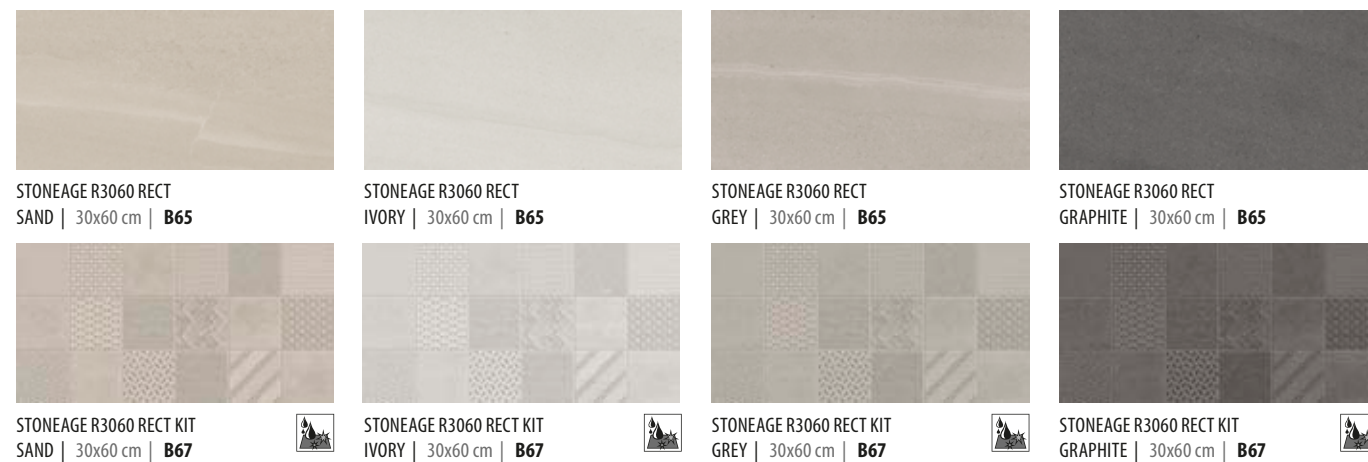 STONEAGE R3060 RECT
SAND | 30x60 cm | B65
STONEAGE R3060 RECT
IVORY | 30x60 cm | B65
STONEAGE R3060 RECT
GREY | 30x60 cm | B65
STONEAGE R3060 RECT
GRAPHITE | 30x60 cm | B65
STONEAGE R3060 RECT KIT
SAND | 30x60 cm | B67
STONEAGE R3060 RECT KIT
IVORY | 30x60 cm | B67
STONEAGE R3060 RECT KIT
GREY | 30x60 cm | B67
STONEAGE R3060 RECT KIT
GRAPHITE | 30x60 cm | B67